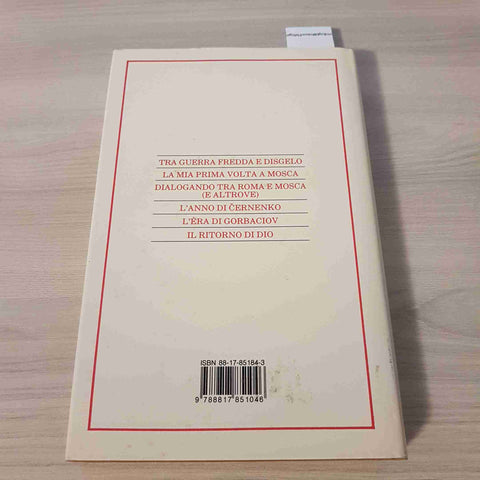 TRA GUERRA FREDDA E DISGELO
LA MIA PRIMA VOLTA A MOSCA
DIALOGANDO TRA ROMA E MOSCA
(E ALTROVE)
L'ANNO DI ČERNENKO
L'ÈRA DI GORBACIOV
IL RITORNO DI DIO
ISBN 88-17-85184-3
9 788817 851046